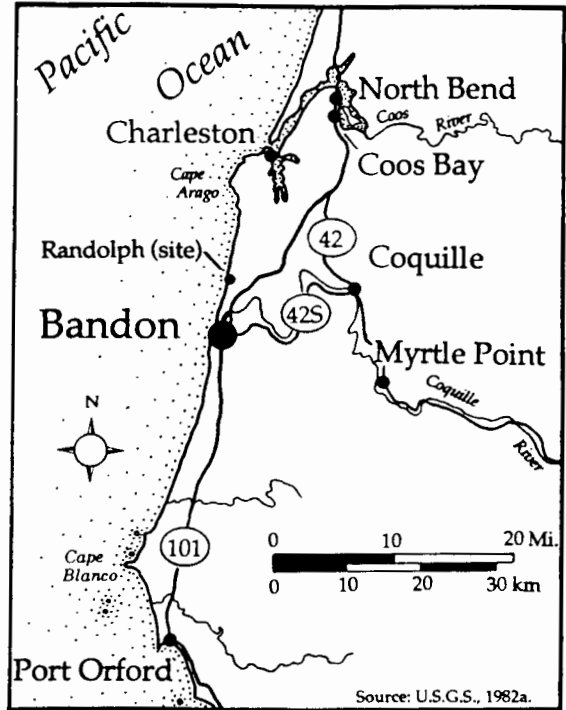 Pacific
Ocean
North Bend
Coos River
Charleston
Coos Bay
Cape
Arago
42
Randolph (site)
Coquille
42S
Bandon
Myrtle Point
N
Coquille
River
101
0 10 20 Mi.
0 10 20 30 km
Cape
Blanco
Port Orford
Source: U.S.G.S., 1982a.